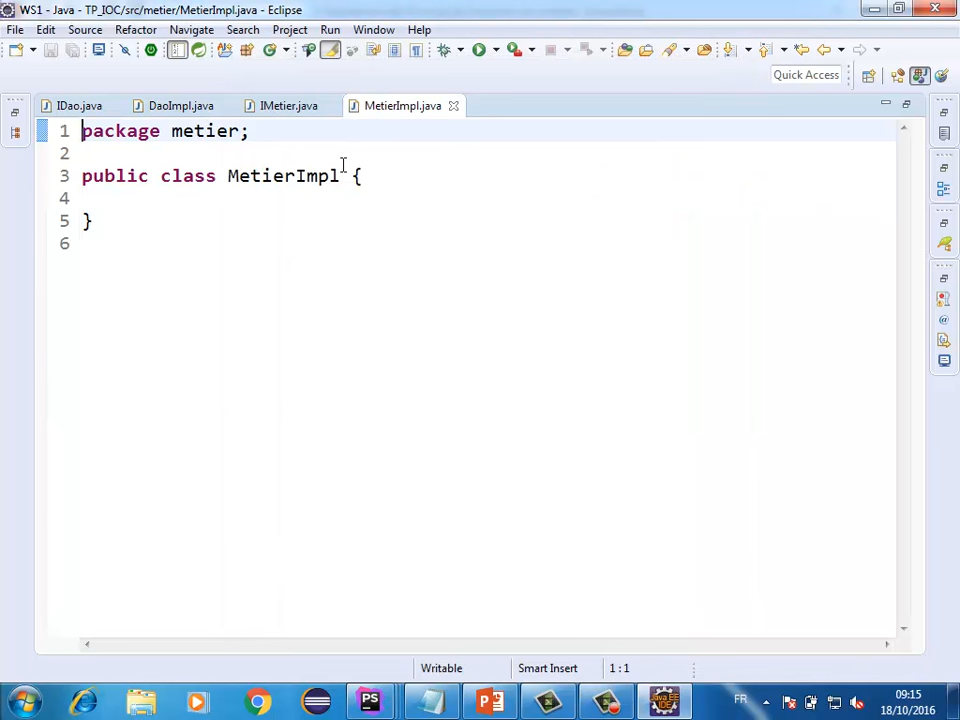 WS1 - Java - TP_IOC/src/metier/MetierImpl.java - Eclipse
File Edit Source Refactor Navigate Search Project Run Window Help
Quick Access
IDao.java DaoImpl.java IMetier.java MetierImpl.java
1 package metier;
2
3 public class MetierImpl {
4
5 }
6
Writable Smart Insert 1 : 1
FR 09:15
18/10/2016